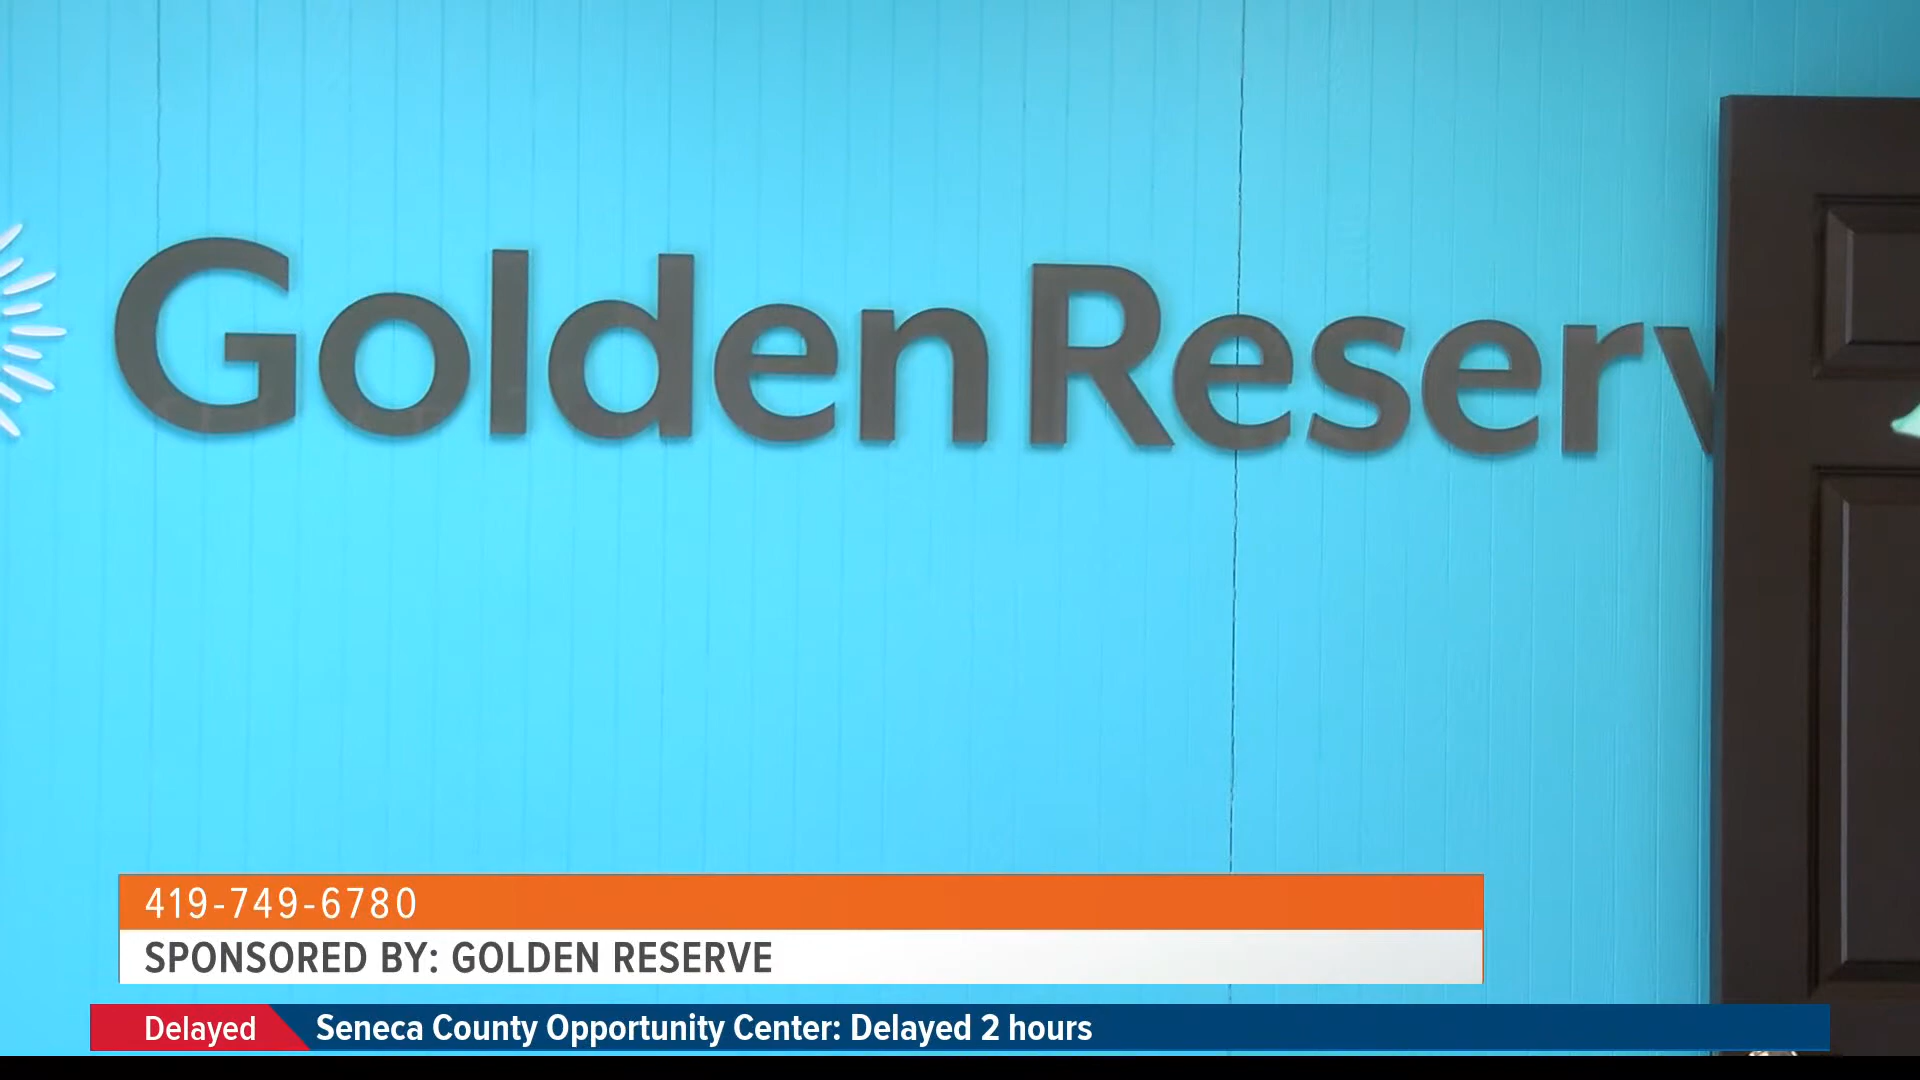 GoldenReserv
419-749-6780
SPONSORED BY: GOLDEN RESERVE
Delayed Seneca County Opportunity Center: Delayed 2 hours